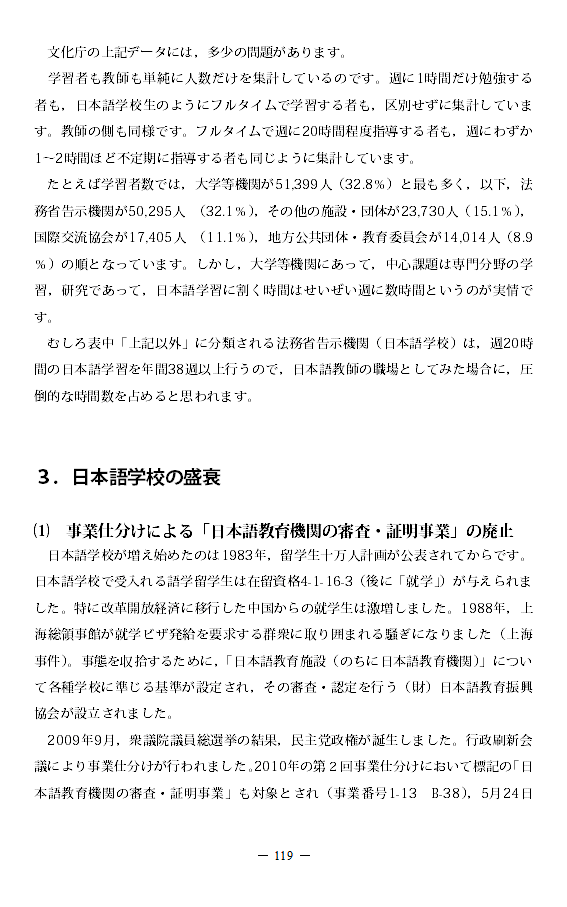 文化庁の上記データには，多少の問題があります。
学習者も教師も単純に人数だけを集計しているのです。週に1時間だけ勉強する
者も，日本語学校生のようにフルタイムで学習する者も，区別せずに集計していま
す。教師の側も同様です。フルタイムで週に20時間程度指導する者も，週にわずか
1〜2時間ほど不定期に指導する者も同じように集計しています。
たとえば学習者数では，大学等機関が51,399人（32.8%）と最も多く，以下，法
務省告示機関が50,295人　（32.1%），その他の施設・団体が23,730人（15.1%），
国際交流協会が17,405人　（11.1%），地方公共団体・教育委員会が14,014人（8.9
%）の順となっています。しかし，大学等機関にあって，中心課題は専門分野の学
習，研究であって，日本語学習に割く時間はせいぜい週に数時間というのが実情で
す。
むしろ表中「上記以外」に分類される法務省告示機関（日本語学校）は，週20時
間の日本語学習を年間38週以上行うので，日本語教師の職場としてみた場合に，圧
倒的な時間数を占めると思われます。
３．日本語学校の盛衰
⑴　事業仕分けによる「日本語教育機関の審査・証明事業」の廃止
日本語学校が増え始めたのは1983年，留学生十万人計画が公表されてからです。
日本語学校で受入れる語学留学生は在留資格4-1-16-3（後に「就学」）が与えられま
した。特に改革開放経済に移行した中国からの就学生は激増しました。1988年，上
海総領事館が就学ビザ発給を要求する群衆に取り囲まれる騒ぎになりました（上海
事件）。事態を収拾するために，「日本語教育施設（のちに日本語教育機関）」につい
て各種学校に準じる基準が設定され，その審査・認定を行う（財）日本語教育振興
協会が設立されました。
2009年9月，衆議院議員総選挙の結果，民主党政権が誕生しました。行政刷新会
議により事業仕分けが行われました。2010年の第２回事業仕分けにおいて標記の「日
本語教育機関の審査・証明事業」も対象とされ（事業番号1-13　B-38），5月24日
― 119 ―